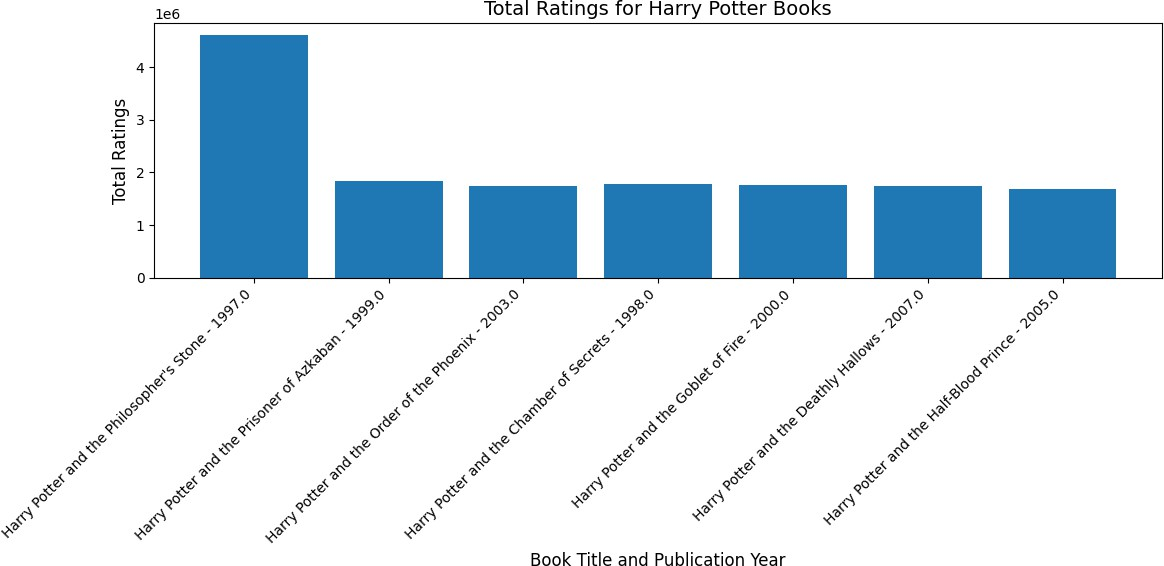 Total Ratings for Harry Potter Books
1e6
Total Ratings
4
3
2
1
0
Harry Potter and the Philosopher's Stone - 1997.0
Harry Potter and the Prisoner of Azkaban - 1999.0
Harry Potter and the Order of the Phoenix - 2003.0
Harry Potter and the Chamber of Secrets - 1998.0
Harry Potter and the Goblet of Fire - 2000.0
Harry Potter and the Deathly Hallows - 2007.0
Harry Potter and the Half-Blood Prince - 2005.0
Book Title and Publication Year